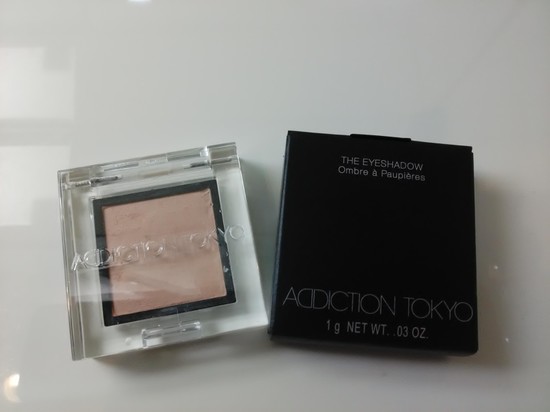 ADDICTION TOKYO
THE EYESHADOW
Ombre à Paupières
ADDICTION TOKYO
1 g NET WT. .03 OZ.